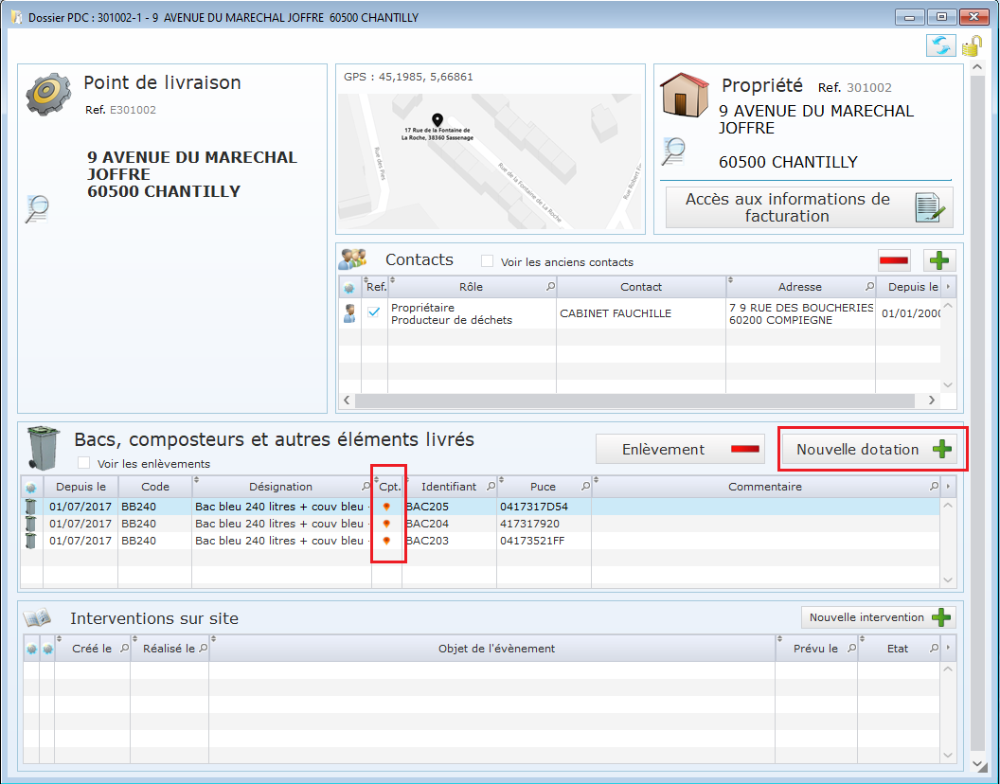 Dossier PDC : 301002-1 - 9 AVENUE DU MARECHAL JOFFRE 60500 CHANTILLY
Point de livraison
Ref. E301002
9 AVENUE DU MARECHAL
JOFFRE
60500 CHANTILLY
GPS : 45,1985, 5,66861
17 Rue de la Fontaine de
La Roche, 38360 Sassenage
Rue des Pies
Rue de la Fontaine de La Roche
Rue Robert F
Propriété Ref. 301002
9 AVENUE DU MARECHAL
JOFFRE
60500 CHANTILLY
Accès aux informations de
facturation
Contacts Voir les anciens contacts
Ref. Rôle Contact Adresse Depuis le
Propriétaire
Producteur de déchets
CABINET FAUCHILLE
7 9 RUE DES BOUCHERIES
60200 COMPIEGNE
01/01/2000
Bacs, composteurs et autres éléments livrés
Voir les enlèvements
Enlèvement
Nouvelle dotation
Depuis le Code Désignation Cpt. Identifiant Puce Commentaire
01/07/2017 BB240 Bac bleu 240 litres + couv bleu BAC205 0417317D54
01/07/2017 BB240 Bac bleu 240 litres + couv bleu BAC204 417317920
01/07/2017 BB240 Bac bleu 240 litres + couv bleu BAC203 04173521FF
Interventions sur site
Nouvelle intervention
Créé le Réalisé le Objet de l'évènement Prévu le Etat